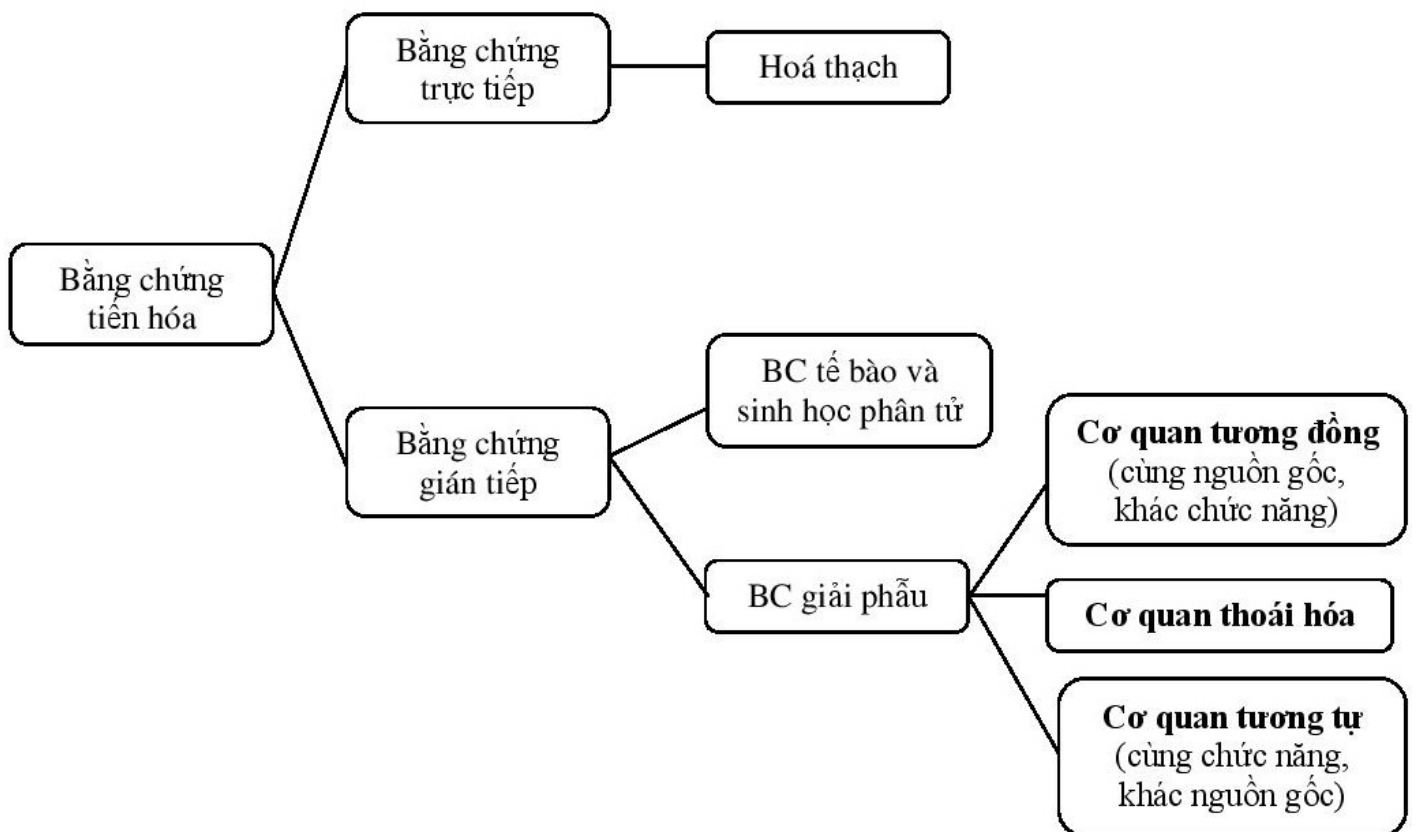 Bằng chứng
trực tiếp
Hoá thạch
Bằng chứng
tiến hóa
BC tế bào và
sinh học phân tử
Bằng chứng
gián tiếp
Cơ quan tương đồng
(cùng nguồn gốc,
khác chức năng)
BC giải phẫu
Cơ quan thoái hóa
Cơ quan tương tự
(cùng chức năng,
khác nguồn gốc)